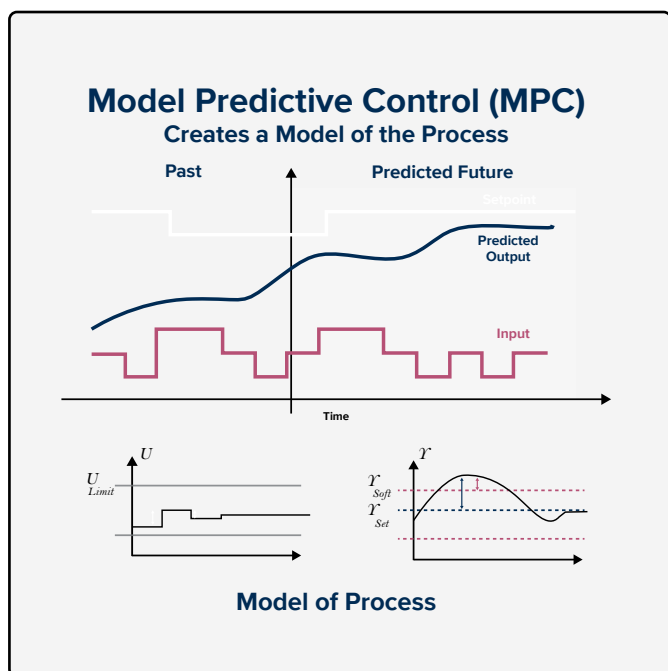 Model Predictive Control (MPC)
Creates a Model of the Process
Past
Predicted Future
Setpoint
Predicted
Output
Input
Time
U
U
Limit
Y
Y
Soft
Y
Set
Model of Process